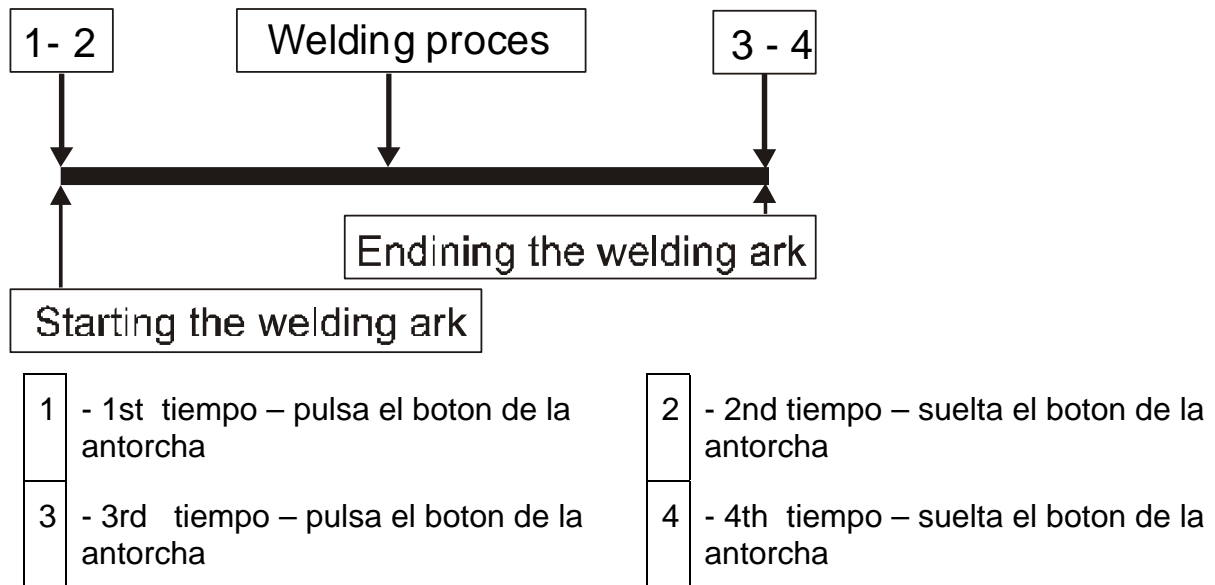 1- 2
Welding proces
3 - 4
Endining the welding ark
Starting the welding ark
1 - 1st tiempo – pulsa el boton de la
antorcha
2 - 2nd tiempo – suelta el boton de la
antorcha
3 - 3rd tiempo – pulsa el boton de la
antorcha
4 - 4th tiempo – suelta el boton de la
antorcha